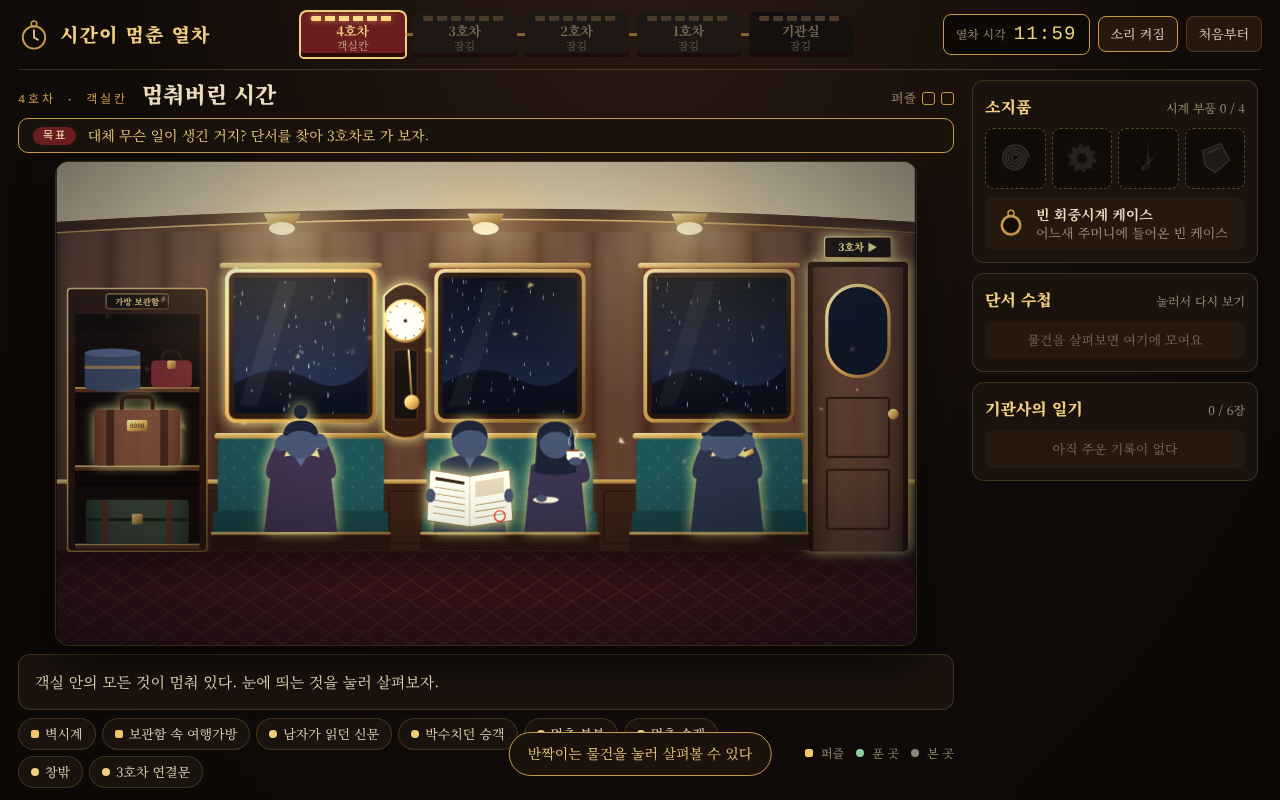 시간이 멈춘 열차
4호차
객실칸
3호차
잠김
2호차
잠김
1호차
잠김
기관실
잠김
열차 시각 11:59
소리 켜짐
처음부터
4호차 · 객실칸 멈춰버린 시간
퍼즐
목표 대체 무슨 일이 생긴 거지? 단서를 찾아 3호차로 가 보자.
3호차 ▶
가방 보관함
0000
객실 안의 모든 것이 멈춰 있다. 눈에 띄는 것을 눌러 살펴보자.
벽시계
보관함 속 여행가방
남자가 읽던 신문
박수치던 승객
창밖
3호차 연결문
반짝이는 물건을 눌러 살펴볼 수 있다
퍼즐
푼 곳
본 곳
소지품
시계 부품 0 / 4
빈 회중시계 케이스
어느새 주머니에 들어온 빈 케이스
단서 수첩
눌러서 다시 보기
물건을 살펴보면 여기에 모여요
기관사의 일기
0 / 6장
아직 주운 기록이 없다